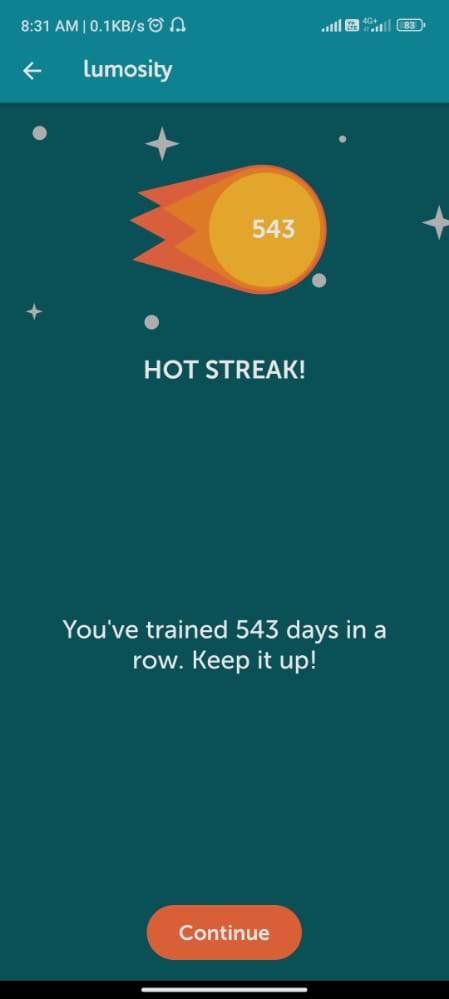 8:31 AM | 0.1KB/s 4G+ 83
lumosity
543
HOT STREAK!
You've trained 543 days in a
row. Keep it up!
Continue